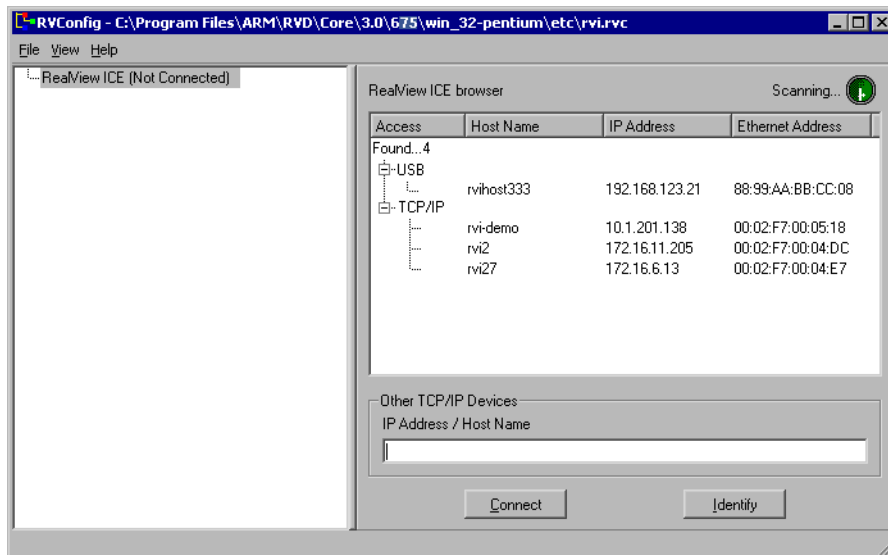 RVConfig - C:\Program Files\ARM\RVD\Core\3.0\675\win_32-pentium\etc\rvi.rvc
File View Help
RealView ICE (Not Connected)
RealView ICE browser Scanning...
Access Host Name IP Address Ethernet Address
Found...4
USB
rvihost333 192.168.123.21 88:99:AA:BB:CC:08
TCP/IP
rvi-demo 10.1.201.138 00:02:F7:00:05:18
rvi2 172.16.11.205 00:02:F7:00:04:DC
rvi27 172.16.6.13 00:02:F7:00:04:E7
Other TCP/IP Devices
IP Address / Host Name
Connect Identify